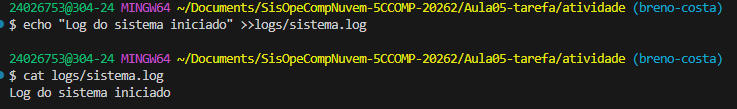 24026753@304-24 MINGW64 ~/Documents/SisOpeCompNuvem-5CCOMP-20262/Aula05-tarefa/atividade (breno-costa)
$ echo "Log do sistema iniciado" >>logs/sistema.log
24026753@304-24 MINGW64 ~/Documents/SisOpeCompNuvem-5CCOMP-20262/Aula05-tarefa/atividade (breno-costa)
$ cat logs/sistema.log
Log do sistema iniciado